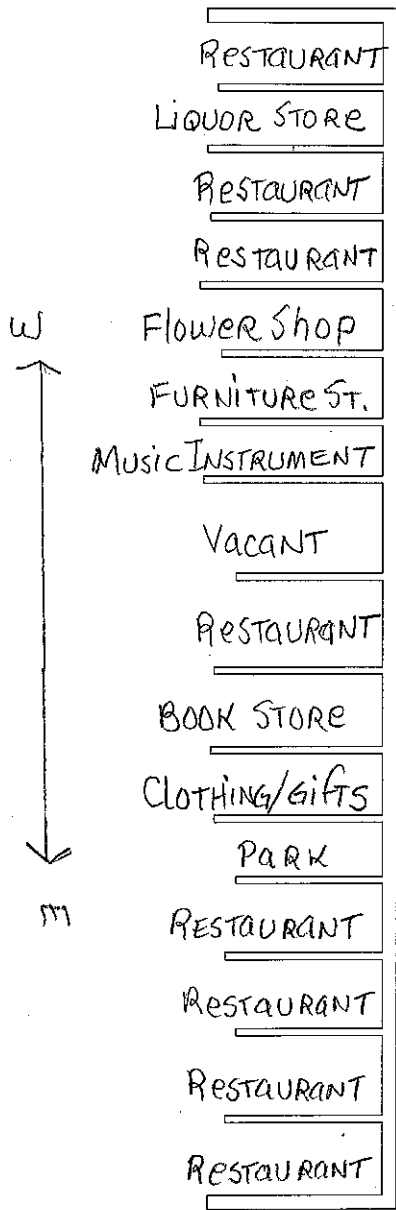 Restaurant
Liquor Store
Restaurant
Restaurant
W
Flower Shop
Furniture St.
Music Instrument
Vacant
Restaurant
Book Store
Clothing/Gifts
Park
E
Restaurant
Restaurant
Restaurant
Restaurant